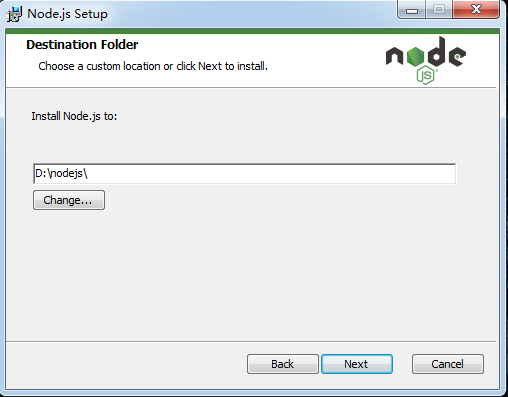 Node.js Setup
Destination Folder
Choose a custom location or click Next to install.
node
JS
Install Node.js to:
D:\nodejs\
Change...
Back
Next
Cancel